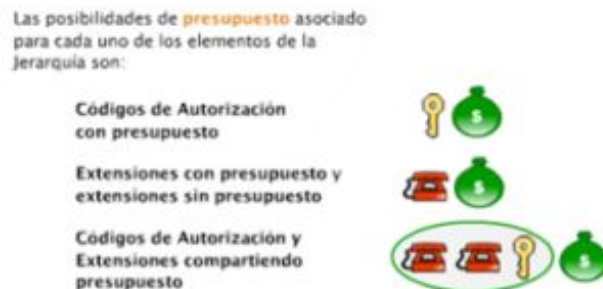 Las posibilidades de presupuesto asociado
para cada uno de los elementos de la
Jerarquía son:
Códigos de Autorización
con presupuesto
$
Extensiones con presupuesto y
extensiones sin presupuesto
$
Códigos de Autorización y
Extensiones compartiendo
presupuesto
$